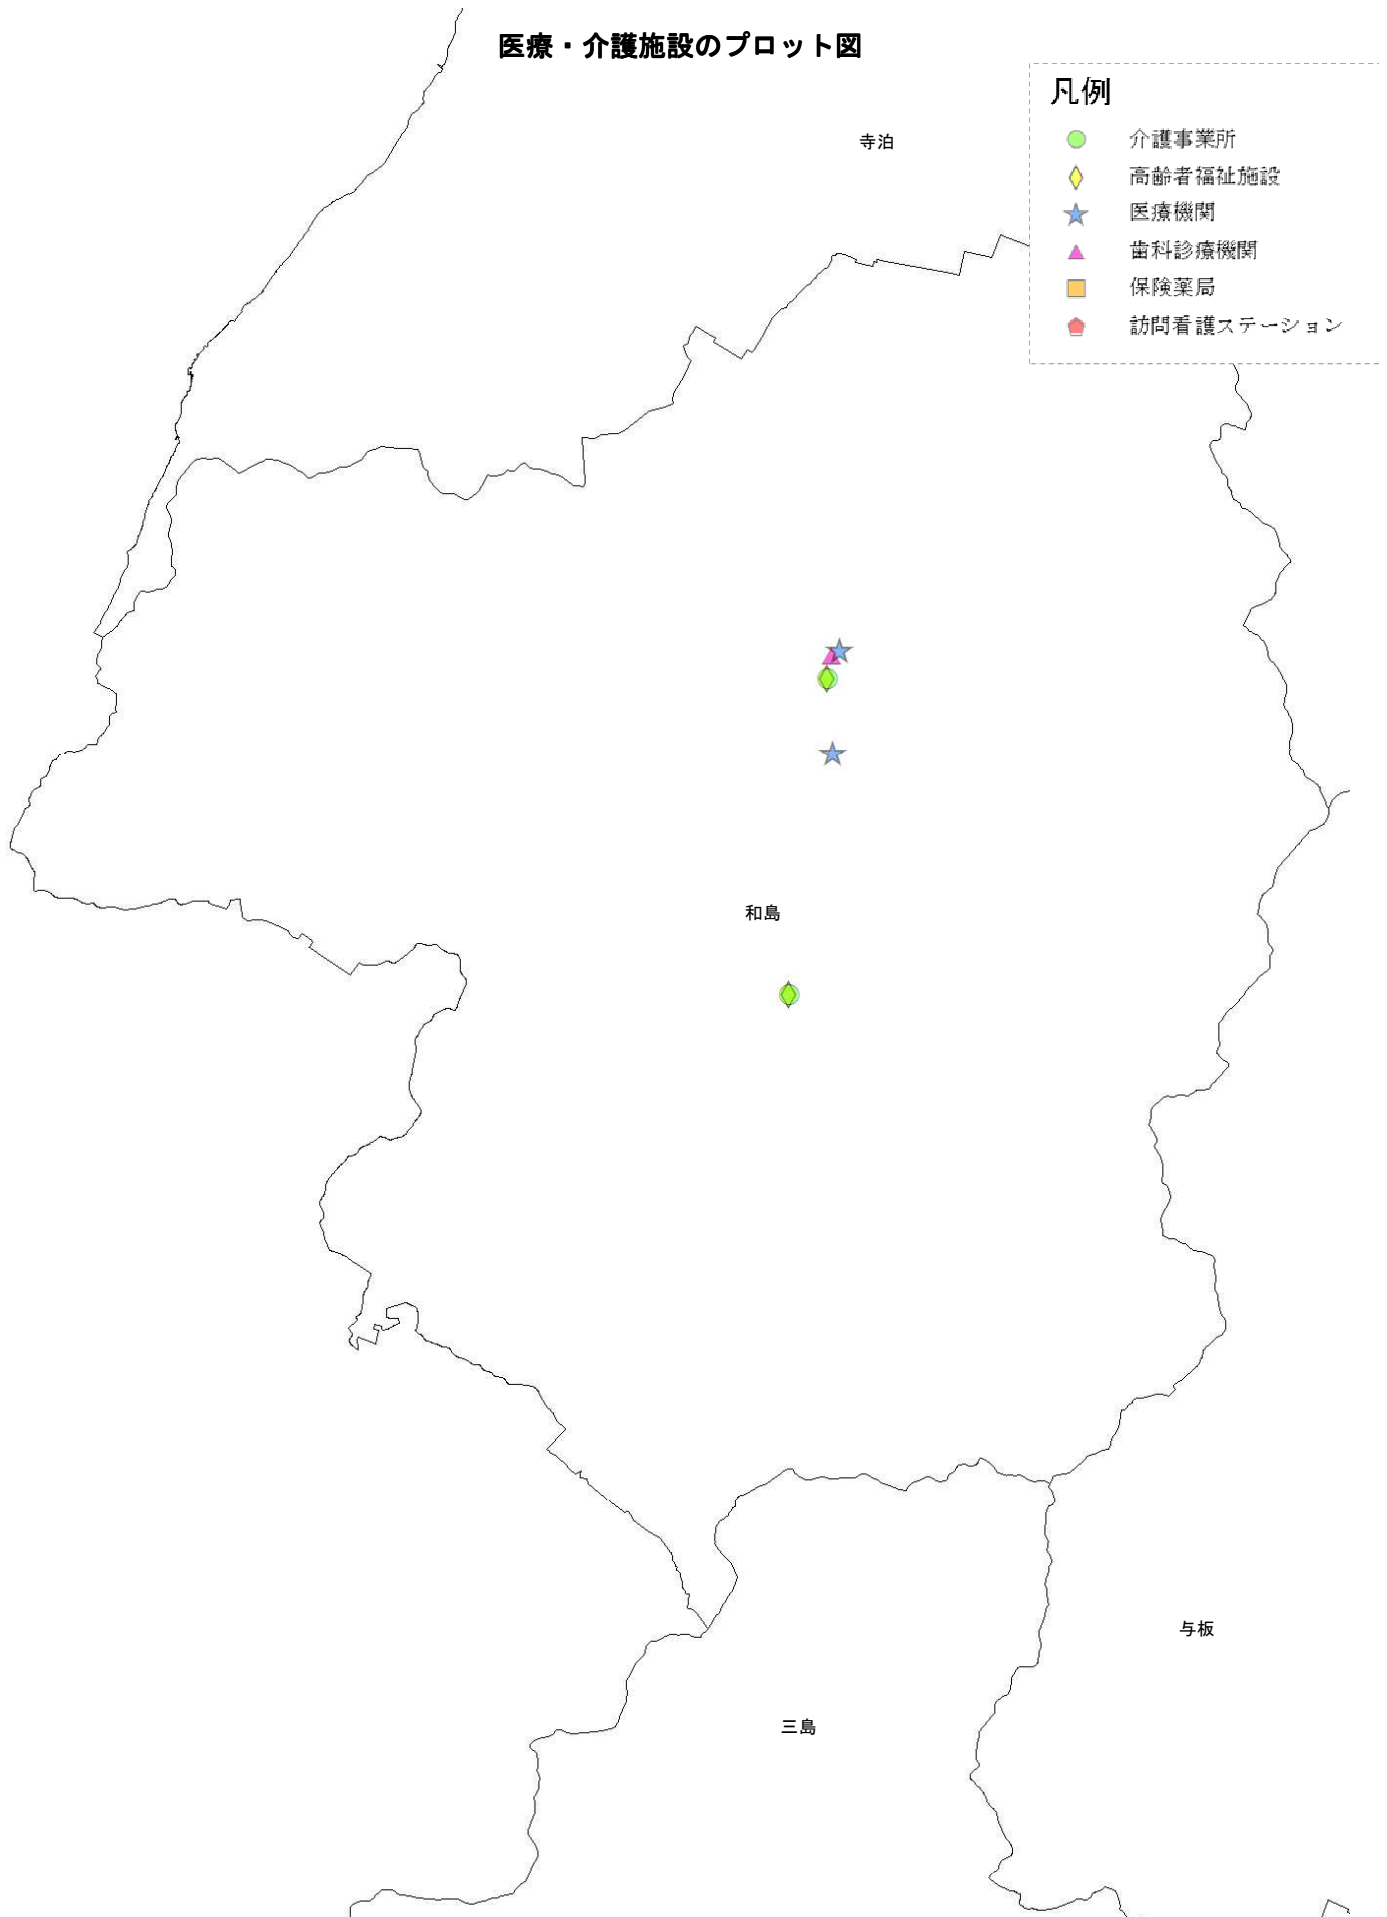 医療・介護施設のプロット図
凡例
介護事業所
高齢者福祉施設
医療機関
歯科診療機関
保険薬局
訪問看護ステーション
寺泊
和島
与板
三島